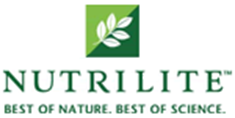 NUTRILITE™
BEST OF NATURE. BEST OF SCIENCE.